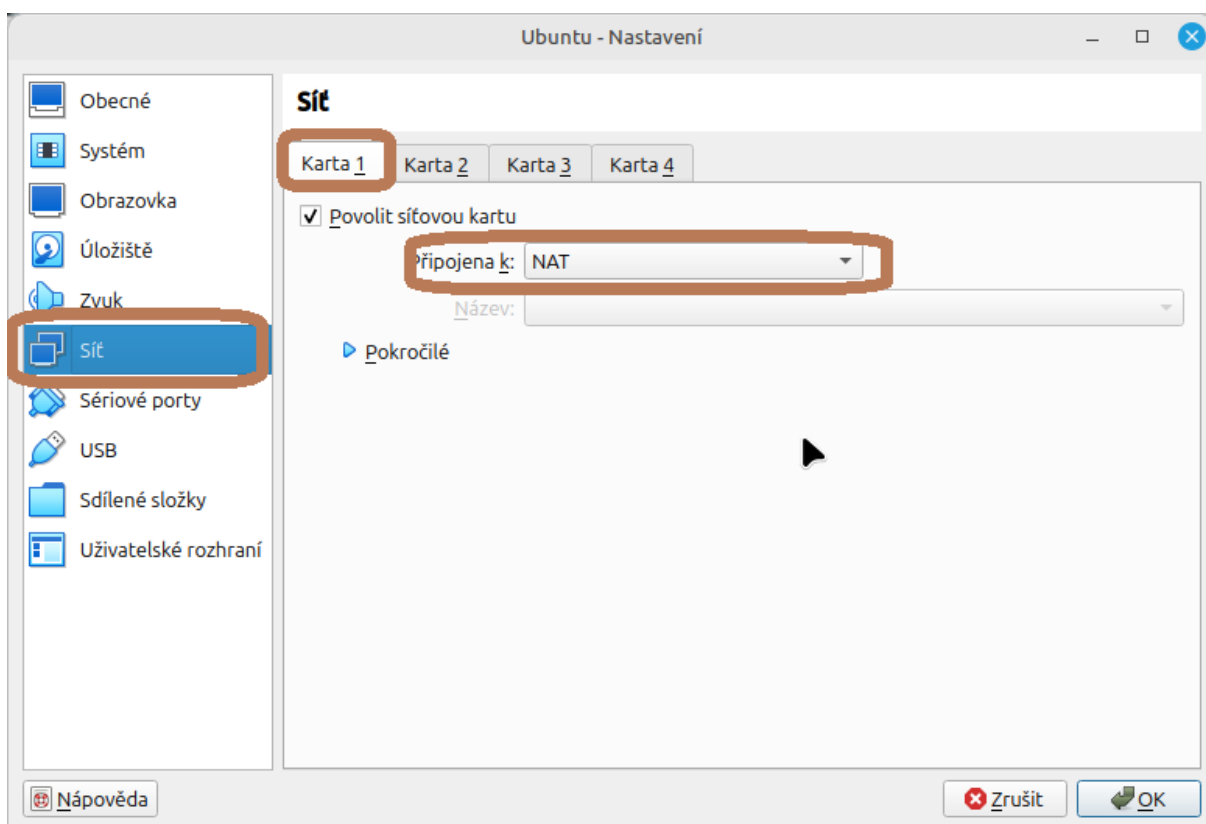 Ubuntu - Nastavení
Obecné
Systém
Obrazovka
Úložiště
Zvuk
Síť
Sériové porty
USB
Sdílené složky
Uživatelské rozhraní
Síť
Karta 1
Karta 2
Karta 3
Karta 4
Povolit síťovou kartu
Připojena k: NAT
Název:
Pokročilé
Nápověda
Zrušit
OK